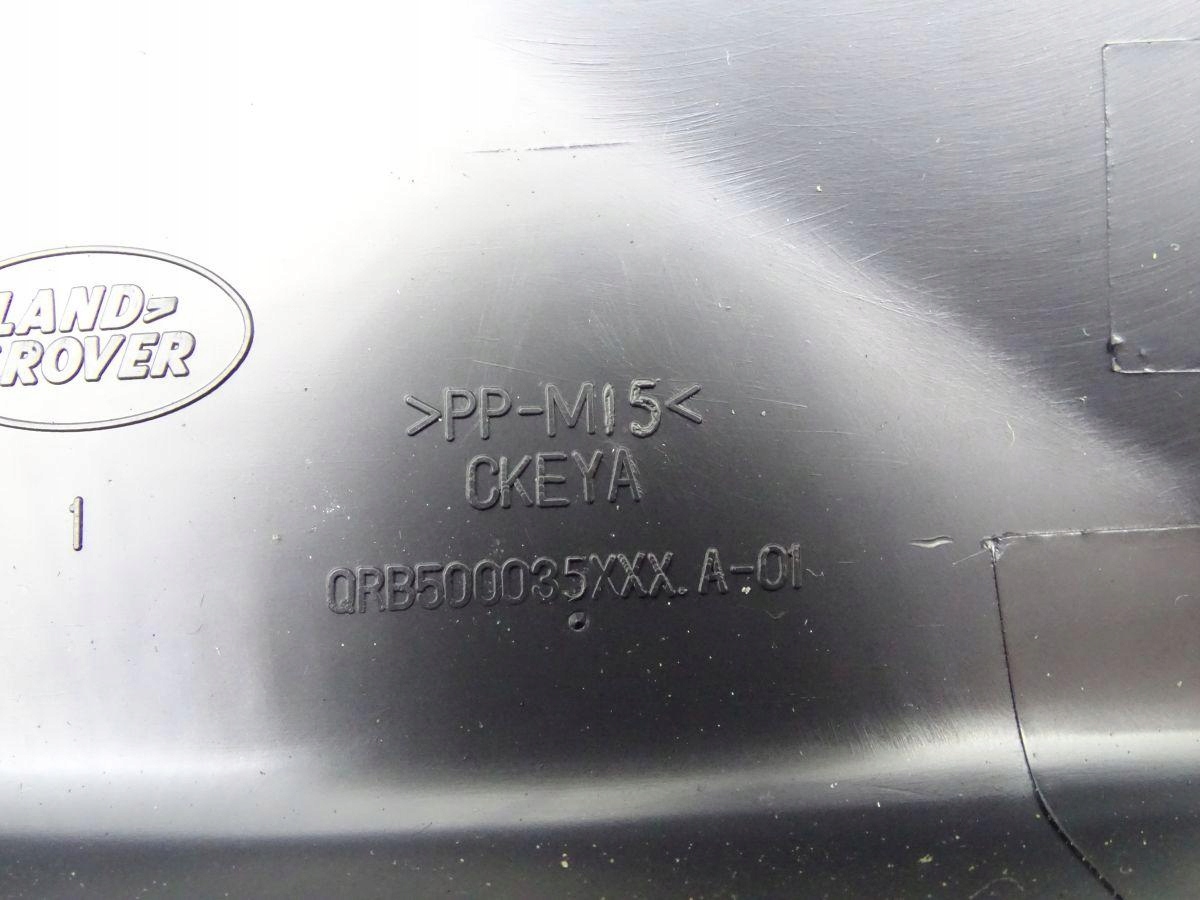 LAND
ROVER
>PP-M15<
CKEYA
1
QRB500035XXX. A-01